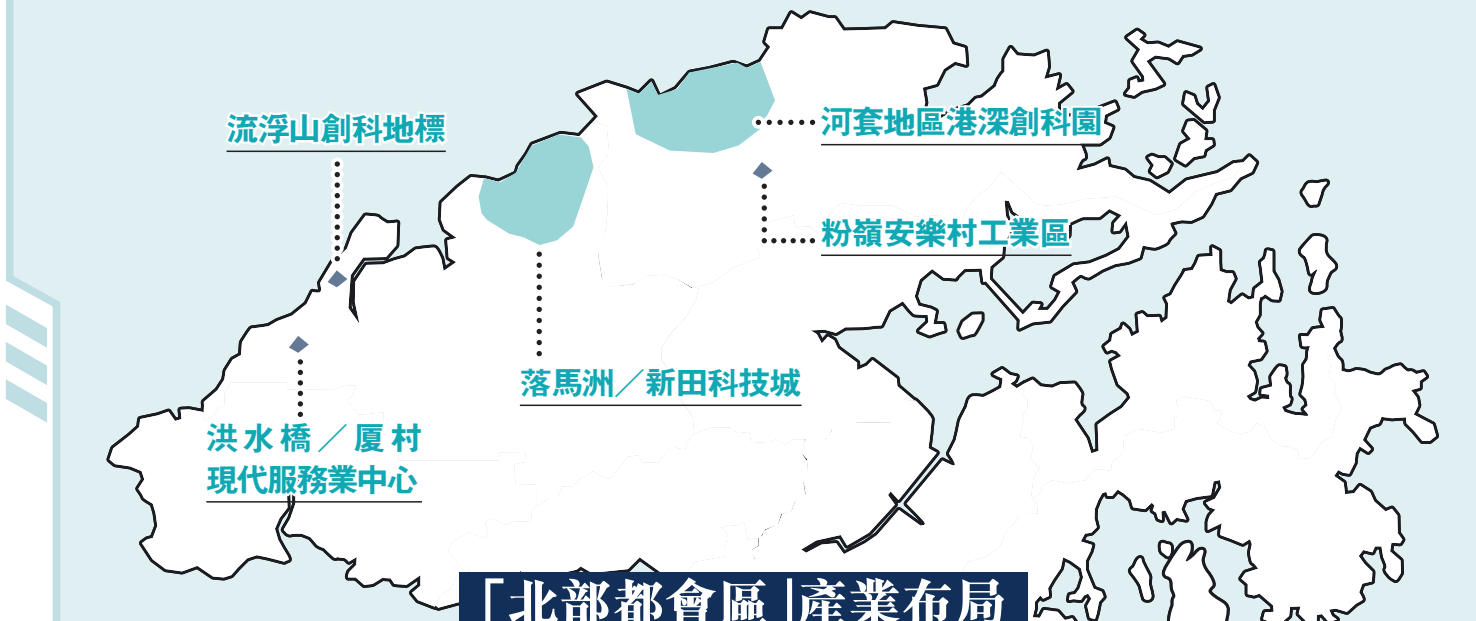 流浮山創科地標
河套地區港深創科園
粉嶺安樂村工業區
落馬洲／新田科技城
洪水橋／厦村
現代服務業中心
「北部都會區」產業布局